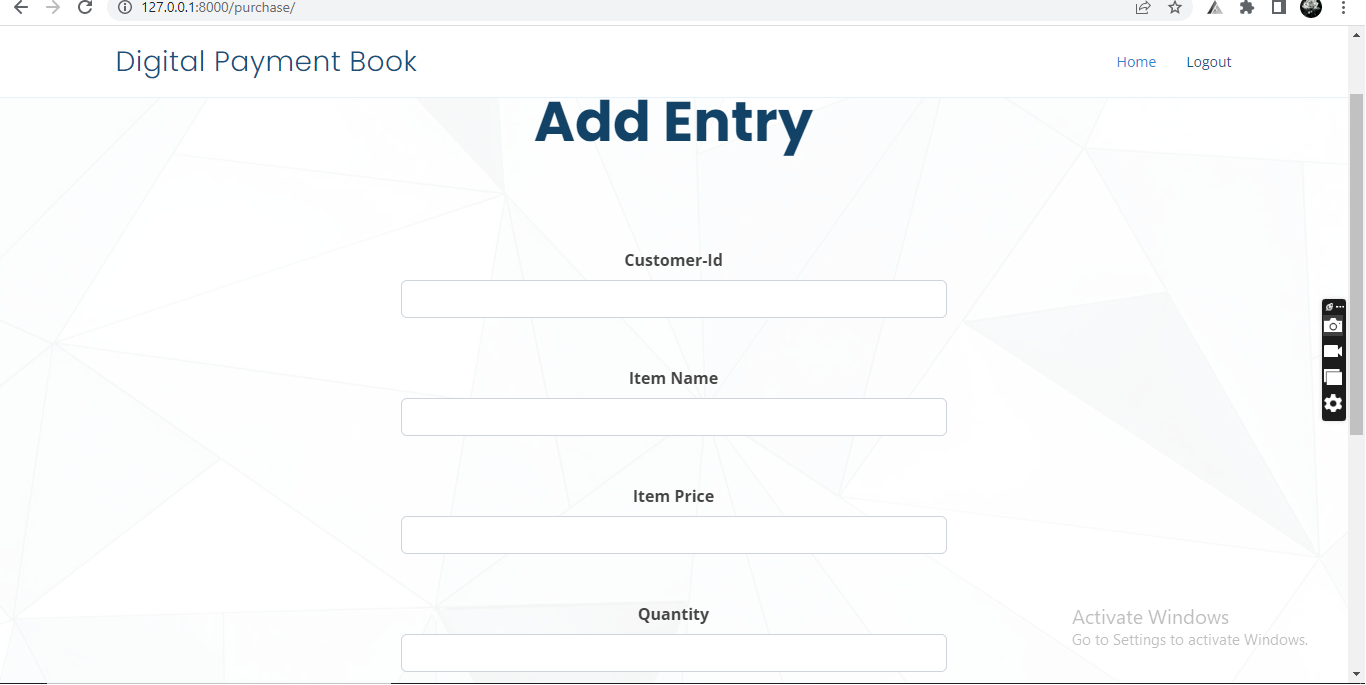 127.0.0.1:8000/purchase/
Digital Payment Book
Home
Logout
Add Entry
Customer-Id
Item Name
Item Price
Quantity
Activate Windows
Go to Settings to activate Windows.